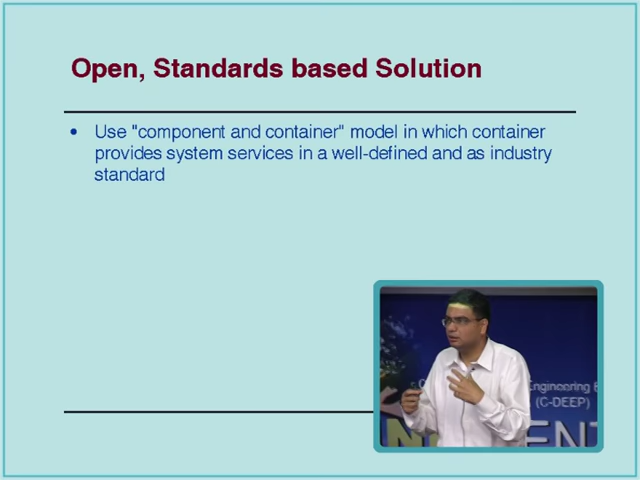 Open, Standards based Solution
• Use "component and container" model in which container
provides system services in a well-defined and as industry
standard
Engineering
(C-DEEP)